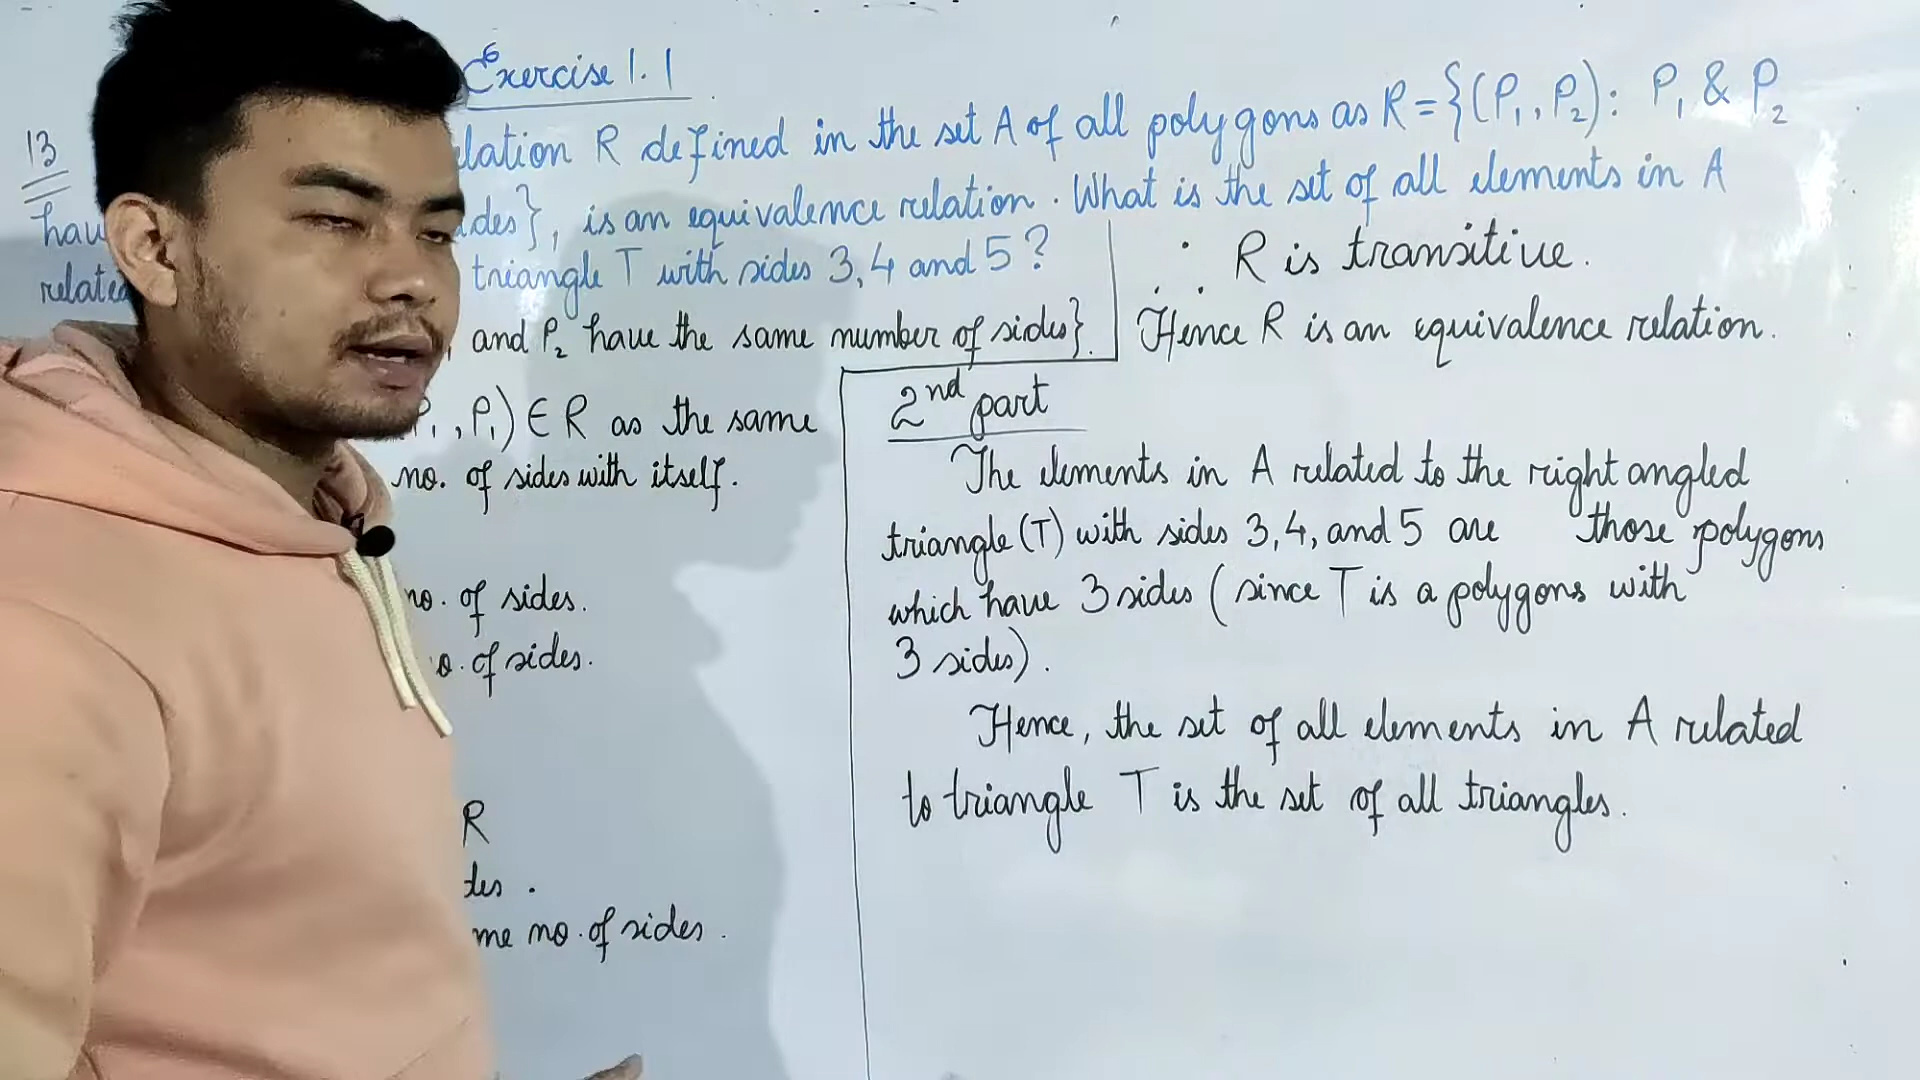 Exercise 1.1
13 lation R defined in the set A of all polygons as R = {(P₁, P₂): P₁ & P₂
hav des}, is an equivalence relation. What is the set of all elements in A
related triangle T with sides 3, 4 and 5?
and P₂ have the same number of sides}.
P₁, P₁) ∈ R as the same
no. of sides with itself.
no. of sides.
o. of sides.
R
des.
me no. of sides.
∴ R is transitive.
Hence R is an equivalence relation.
2nd part
The elements in A related to the right angled
triangle (T) with sides 3, 4, and 5 are those polygons
which have 3 sides (since T is a polygons with
3 sides).
Hence, the set of all elements in A related
to triangle T is the set of all triangles.